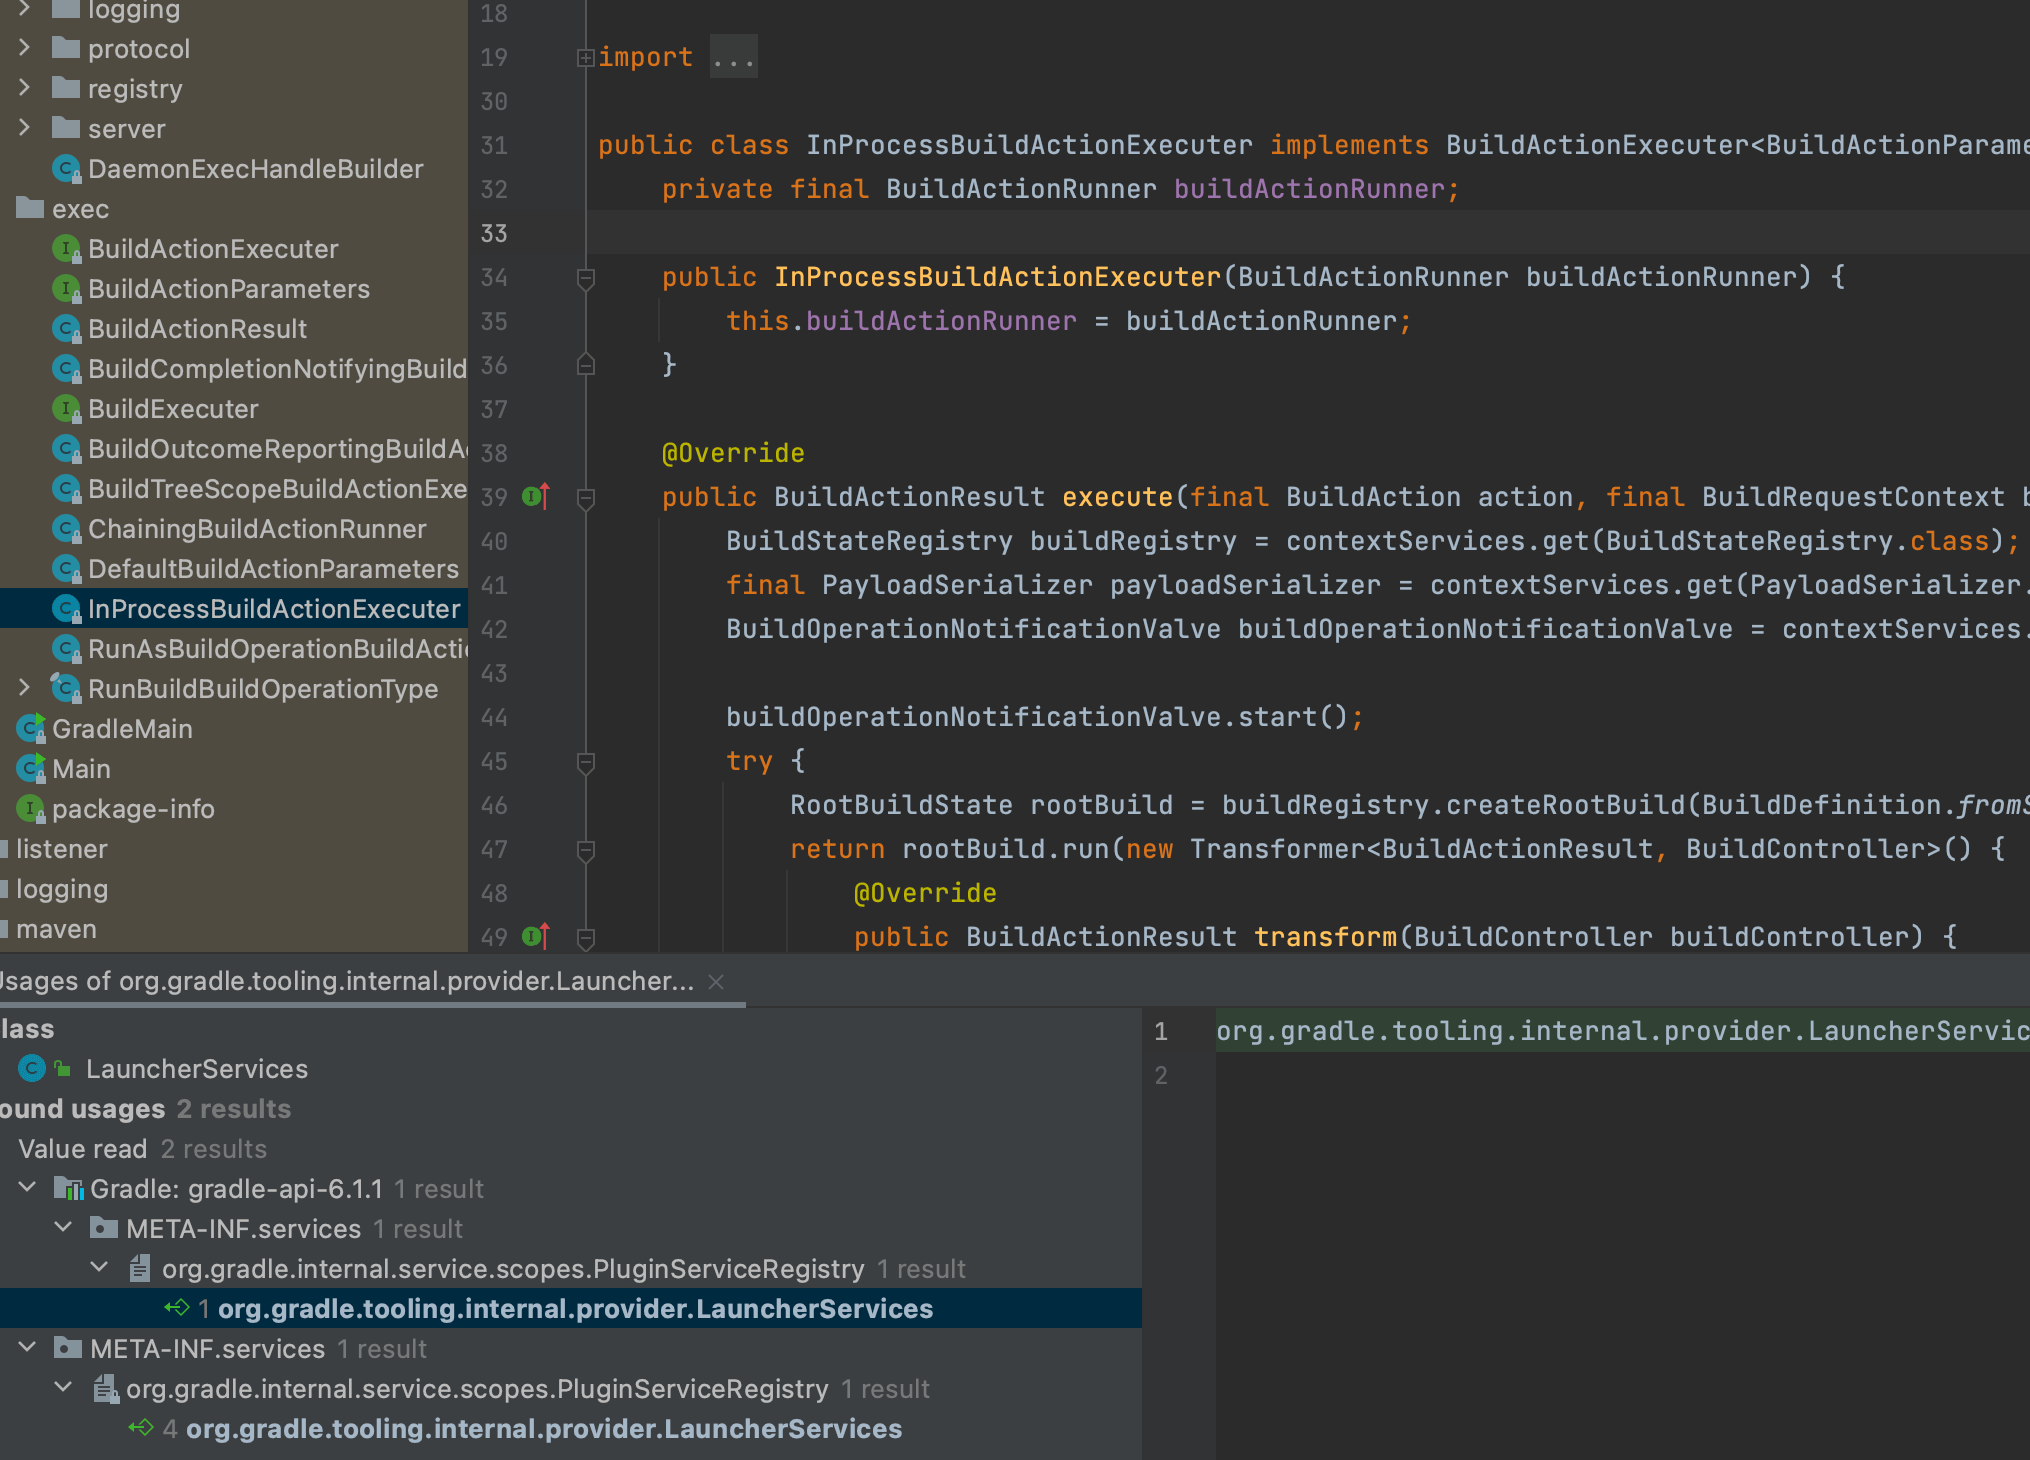 logging
protocol
registry
server
DaemonExecHandleBuilder
exec
BuildActionExecuter
BuildActionParameters
BuildActionResult
BuildCompletionNotifyingBuild
BuildExecuter
BuildOutcomeReportingBuildA
BuildTreeScopeBuildActionExe
ChainingBuildActionRunner
DefaultBuildActionParameters
InProcessBuildActionExecuter
RunAsBuildOperationBuildActi
RunBuildBuildOperationType
GradleMain
Main
package-info
listener
logging
maven
18
19 import ...
30
31 public class InProcessBuildActionExecuter implements BuildActionExecuter<BuildActionParame
32 private final BuildActionRunner buildActionRunner;
33
34 public InProcessBuildActionExecuter(BuildActionRunner buildActionRunner) {
35 this.buildActionRunner = buildActionRunner;
36 }
37
38 @Override
39 public BuildActionResult execute(final BuildAction action, final BuildRequestContext b
40 BuildStateRegistry buildRegistry = contextServices.get(BuildStateRegistry.class);
41 final PayloadSerializer payloadSerializer = contextServices.get(PayloadSerializer.
42 BuildOperationNotificationValve buildOperationNotificationValve = contextServices.
43
44 buildOperationNotificationValve.start();
45 try {
46 RootBuildState rootBuild = buildRegistry.createRootBuild(BuildDefinition.fromS
47 return rootBuild.run(new Transformer<BuildActionResult, BuildController>() {
48 @Override
49 public BuildActionResult transform(BuildController buildController) {
Usages of org.gradle.tooling.internal.provider.Launcher...
lass
LauncherServices
ound usages 2 results
Value read 2 results
Gradle: gradle-api-6.1.1 1 result
META-INF.services 1 result
org.gradle.internal.service.scopes.PluginServiceRegistry 1 result
1 org.gradle.tooling.internal.provider.LauncherServices
META-INF.services 1 result
org.gradle.internal.service.scopes.PluginServiceRegistry 1 result
4 org.gradle.tooling.internal.provider.LauncherServices
1 org.gradle.tooling.internal.provider.LauncherServic
2